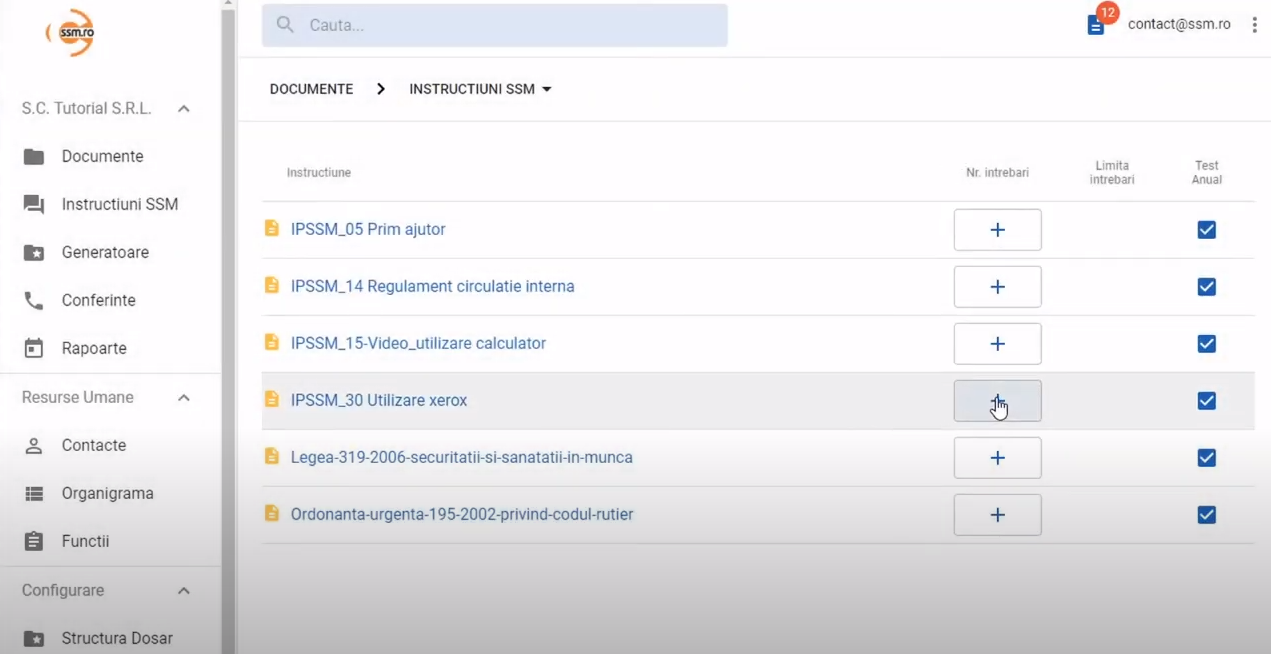 ssm.ro
Cauta...
12
contact@ssm.ro
DOCUMENTE
INSTRUCTIUNI SSM
S.C. Tutorial S.R.L.
Documente
Instructiuni SSM
Generatoare
Conferinte
Rapoarte
Resurse Umane
Contacte
Organigrama
Functii
Configurare
Structura Dosar
Instructiune
Nr. intrebari
Limita
intrebari
Test
Anual
IPSSM_05 Prim ajutor
IPSSM_14 Regulament circulatie interna
IPSSM_15-Video_utilizare calculator
IPSSM_30 Utilizare xerox
Legea-319-2006-securitatii-si-sanatatii-in-munca
Ordonanta-urgenta-195-2002-privind-codul-rutier